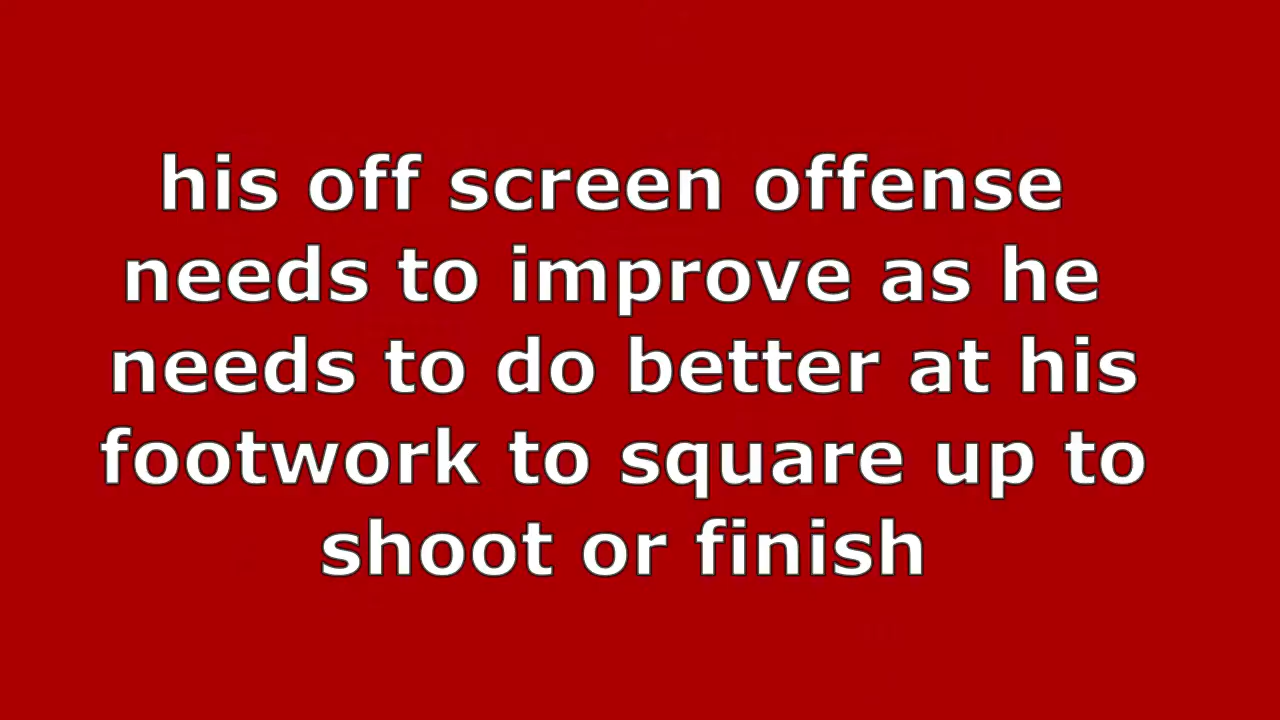 his off screen offense
needs to improve as he
needs to do better at his
footwork to square up to
shoot or finish